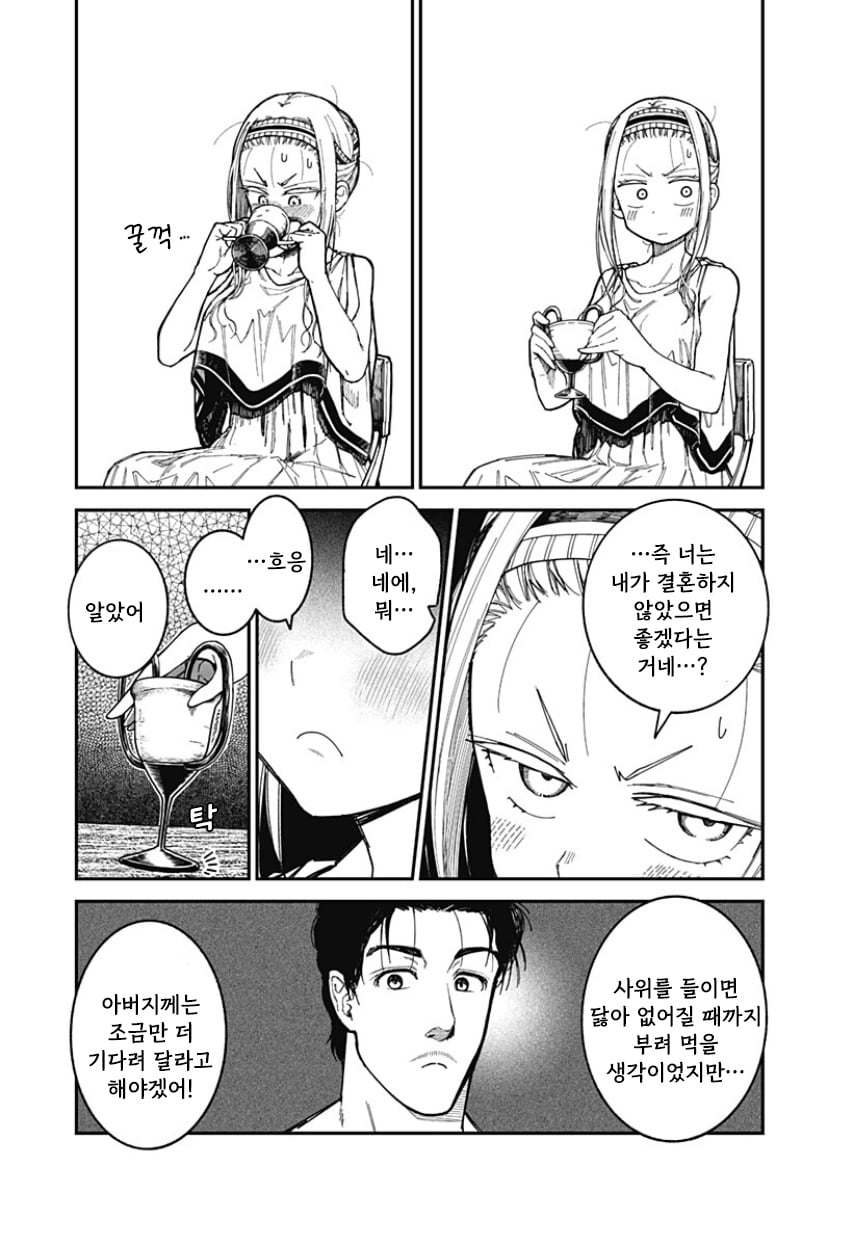 꿀꺽…
…즉 너는
내가 결혼하지
않았으면
좋겠다는
거네…?
네…
네에,
뭐…
…흐응
……
알았어
탁
사위를 들이면
닳아 없어질 때까지
부려 먹을
생각이었지만…
아버지께는
조금만 더
기다려 달라고
해야겠어!